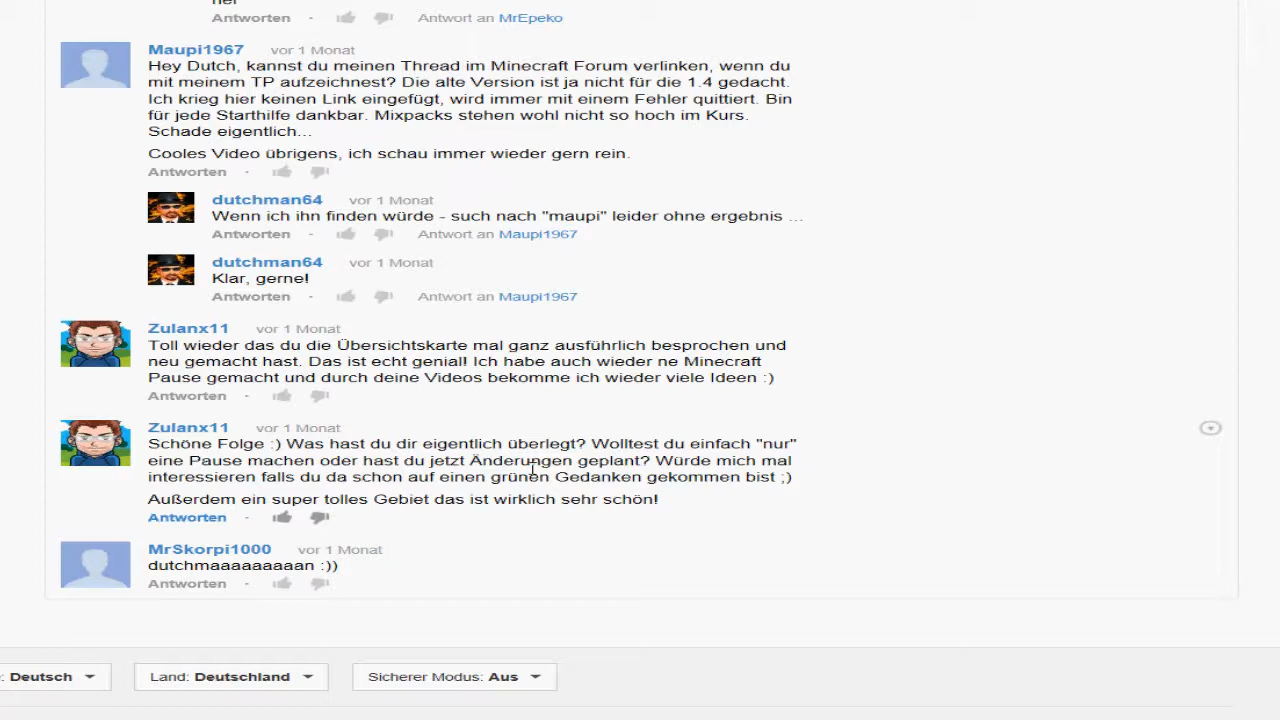 her
Antworten · Antwort an MrEpeko
Maupi1967 vor 1 Monat
Hey Dutch, kannst du meinen Thread im Minecraft Forum verlinken, wenn du
mit meinem TP aufzeichnest? Die alte Version ist ja nicht für die 1.4 gedacht.
Ich krieg hier keinen Link eingefügt, wird immer mit einem Fehler quittiert. Bin
für jede Starthilfe dankbar. Mixpacks stehen wohl nicht so hoch im Kurs.
Schade eigentlich...
Cooles Video übrigens, ich schau immer wieder gern rein.
Antworten ·
dutchman64 vor 1 Monat
Wenn ich ihn finden würde - such nach "maupi" leider ohne ergebnis ...
Antworten · Antwort an Maupi1967
dutchman64 vor 1 Monat
Klar, gerne!
Antworten · Antwort an Maupi1967
Zulanx11 vor 1 Monat
Toll wieder das du die Übersichtskarte mal ganz ausführlich besprochen und
neu gemacht hast. Das ist echt genial! Ich habe auch wieder ne Minecraft
Pause gemacht und durch deine Videos bekomme ich wieder viele Ideen :)
Antworten ·
Zulanx11 vor 1 Monat
Schöne Folge :) Was hast du dir eigentlich überlegt? Wolltest du einfach "nur"
eine Pause machen oder hast du jetzt Änderungen geplant? Würde mich mal
interessieren falls du da schon auf einen grünen Gedanken gekommen bist ;)
Außerdem ein super tolles Gebiet das ist wirklich sehr schön!
Antworten ·
MrSkorpi1000 vor 1 Monat
dutchmaaaaaaaaan :))
Antworten ·
: Deutsch Land: Deutschland Sicherer Modus: Aus